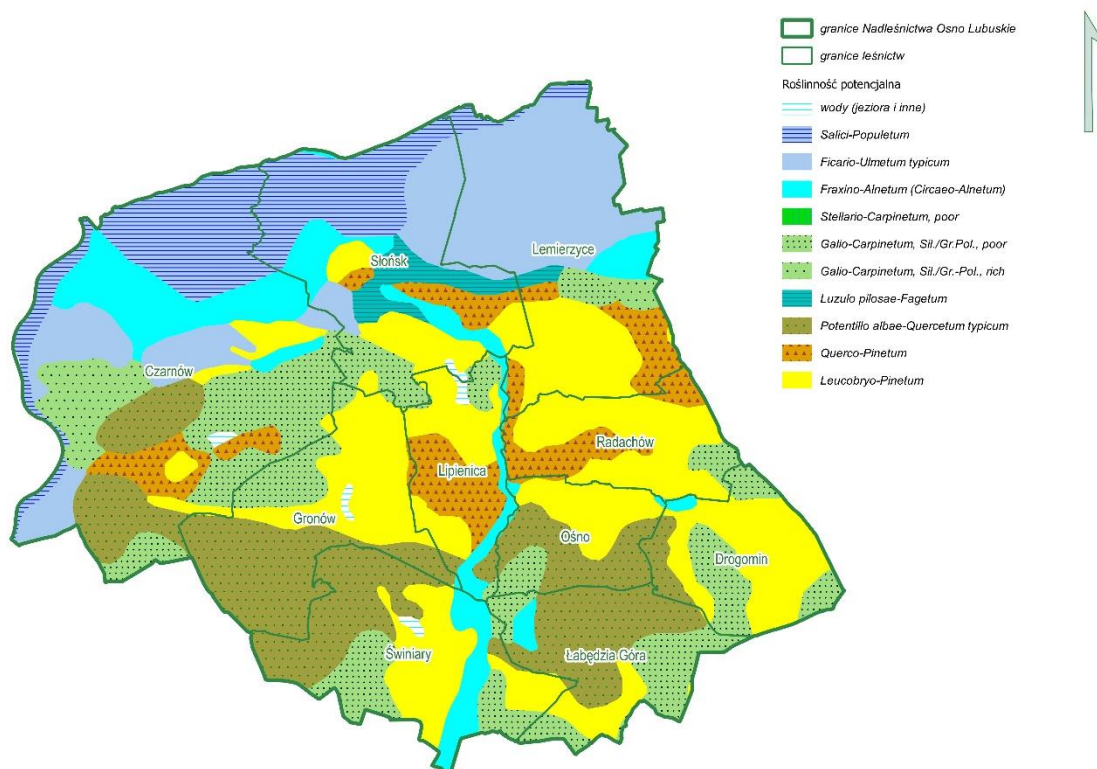 granice Nadleśnictwa Osno Lubuskie
granice leśnictw
Roślinność potencjalna
wody (jeziora i inne)
Salici-Populetum
Ficario-Ulmetum typicum
Fraxino-Alnetum (Circaeo-Alnetum)
Stellario-Carpinetum, poor
Galio-Carpinetum, Sil./Gr.Pol., poor
Galio-Carpinetum, Sil./Gr.-Pol., rich
Luzulo pilosae-Fagetum
Potentillo albae-Quercetum typicum
Querco-Pinetum
Leucobryo-Pinetum
Lemierzyce
Słońsk
Czarnów
Radachów
Lipienica
Gronów
Ośno
Drogomin
Świniary
Łabędzia Góra